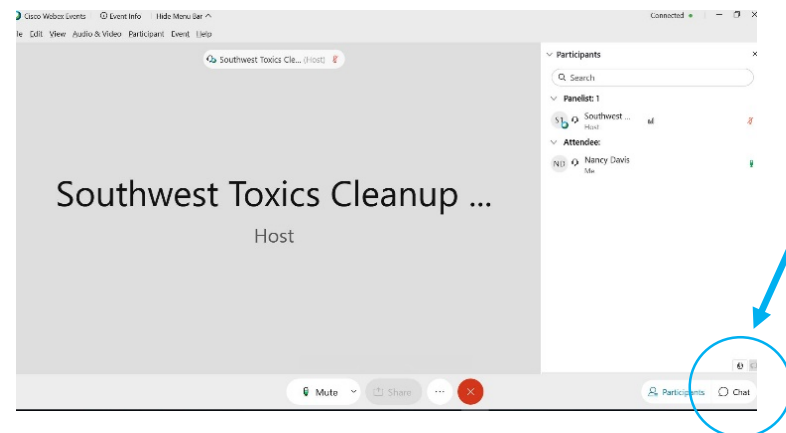 Cisco Webex Events Event Info Hide Menu Bar Connected
le Edit View Audio & Video Participant Event Help
Southwest Toxics Cle... (Host)
Participants
Search
Panelist: 1
Southwest ...
Host
Attendee:
ND Nancy Davis
Me
Southwest Toxics Cleanup ...
Host
Mute Share ... Participants Chat